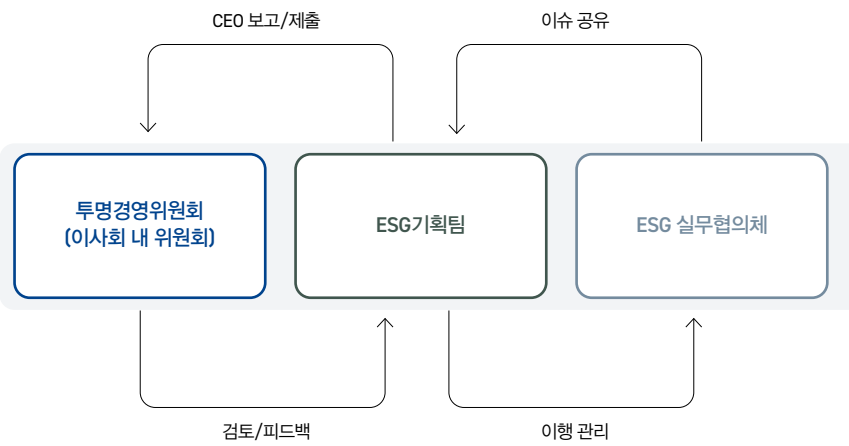 CEO 보고/제출
이슈 공유
투명경영위원회
(이사회 내 위원회)
ESG기획팀
ESG 실무협의체
검토/피드백
이행 관리